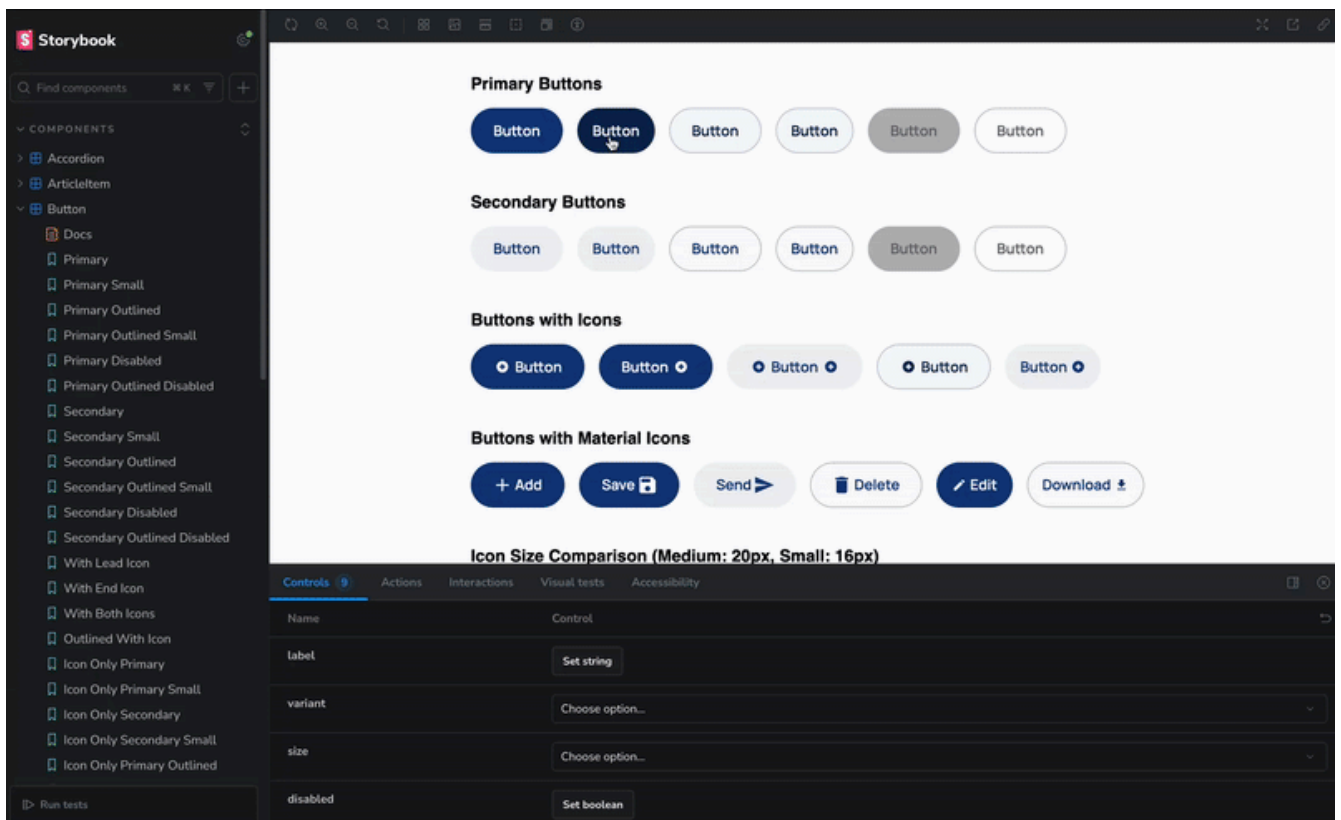 Storybook
Find components
⌘ K
COMPONENTS
Accordion
ArticleItem
Button
Docs
Primary
Primary Small
Primary Outlined
Primary Outlined Small
Primary Disabled
Primary Outlined Disabled
Secondary
Secondary Small
Secondary Outlined
Secondary Outlined Small
Secondary Disabled
Secondary Outlined Disabled
With Lead Icon
With End Icon
With Both Icons
Outlined With Icon
Icon Only Primary
Icon Only Primary Small
Icon Only Secondary
Icon Only Secondary Small
Icon Only Primary Outlined
Run tests
Primary Buttons
Button Button Button Button Button Button
Secondary Buttons
Button Button Button Button Button Button
Buttons with Icons
Button Button Button Button Button
Buttons with Material Icons
Add Save Send Delete Edit Download
Icon Size Comparison (Medium: 20px, Small: 16px)
Controls 9 Actions Interactions Visual tests Accessibility
Name Control
label Set string
variant Choose option...
size Choose option...
disabled Set boolean